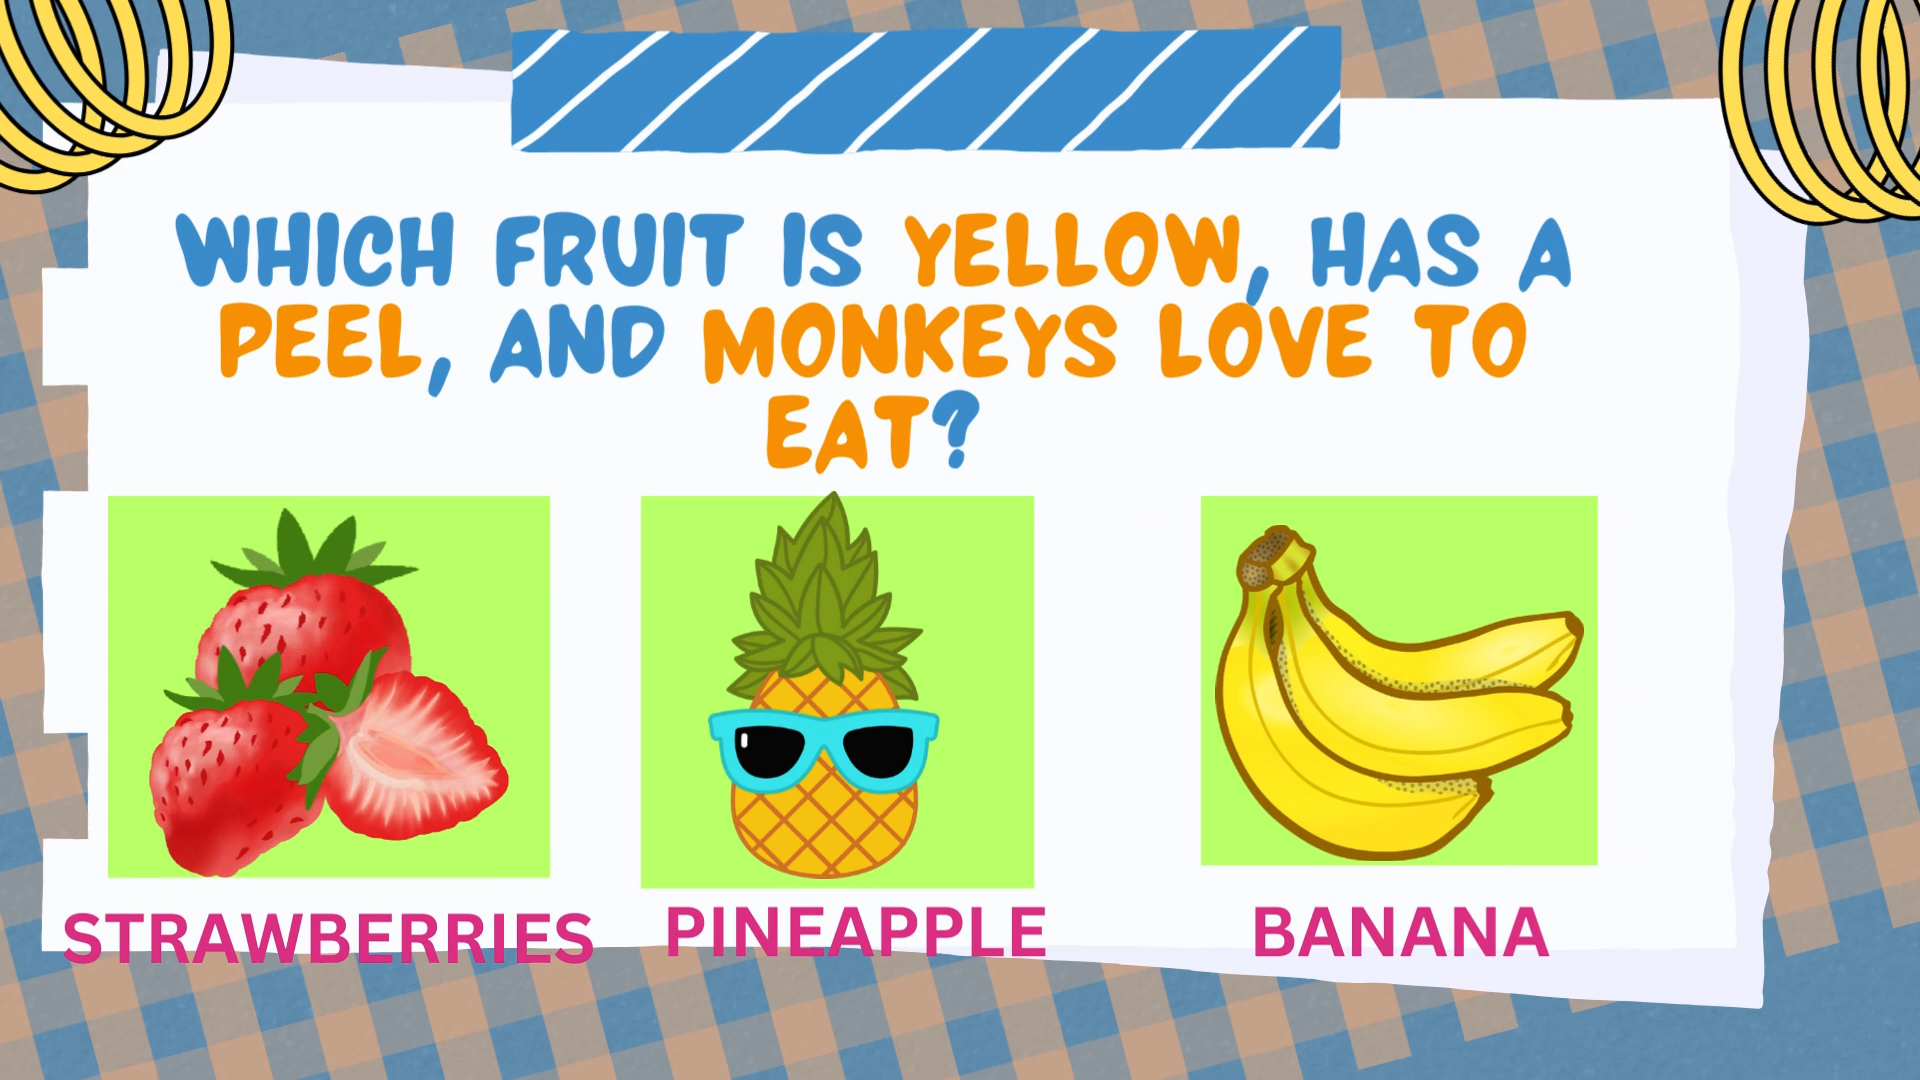 WHICH FRUIT IS YELLOW, HAS A
PEEL, AND MONKEYS LOVE TO
EAT?
STRAWBERRIES
PINEAPPLE
BANANA